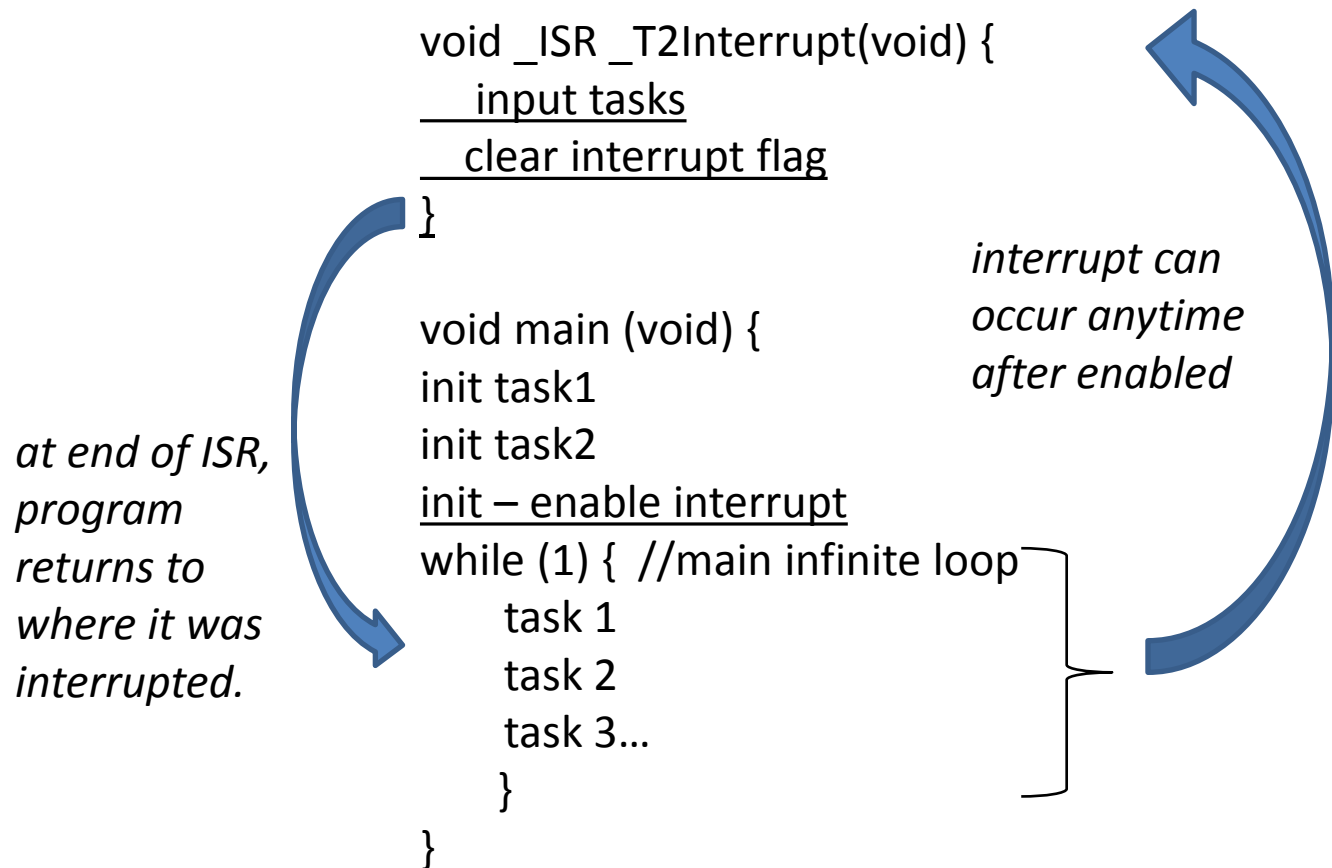 void _ISR _T2Interrupt(void) {
input tasks
clear interrupt flag
}
interrupt can
occur anytime
after enabled
void main (void) {
init task1
init task2
init – enable interrupt
while (1) {  //main infinite loop
task 1
task 2
task 3…
}
}
at end of ISR,
program
returns to
where it was
interrupted.